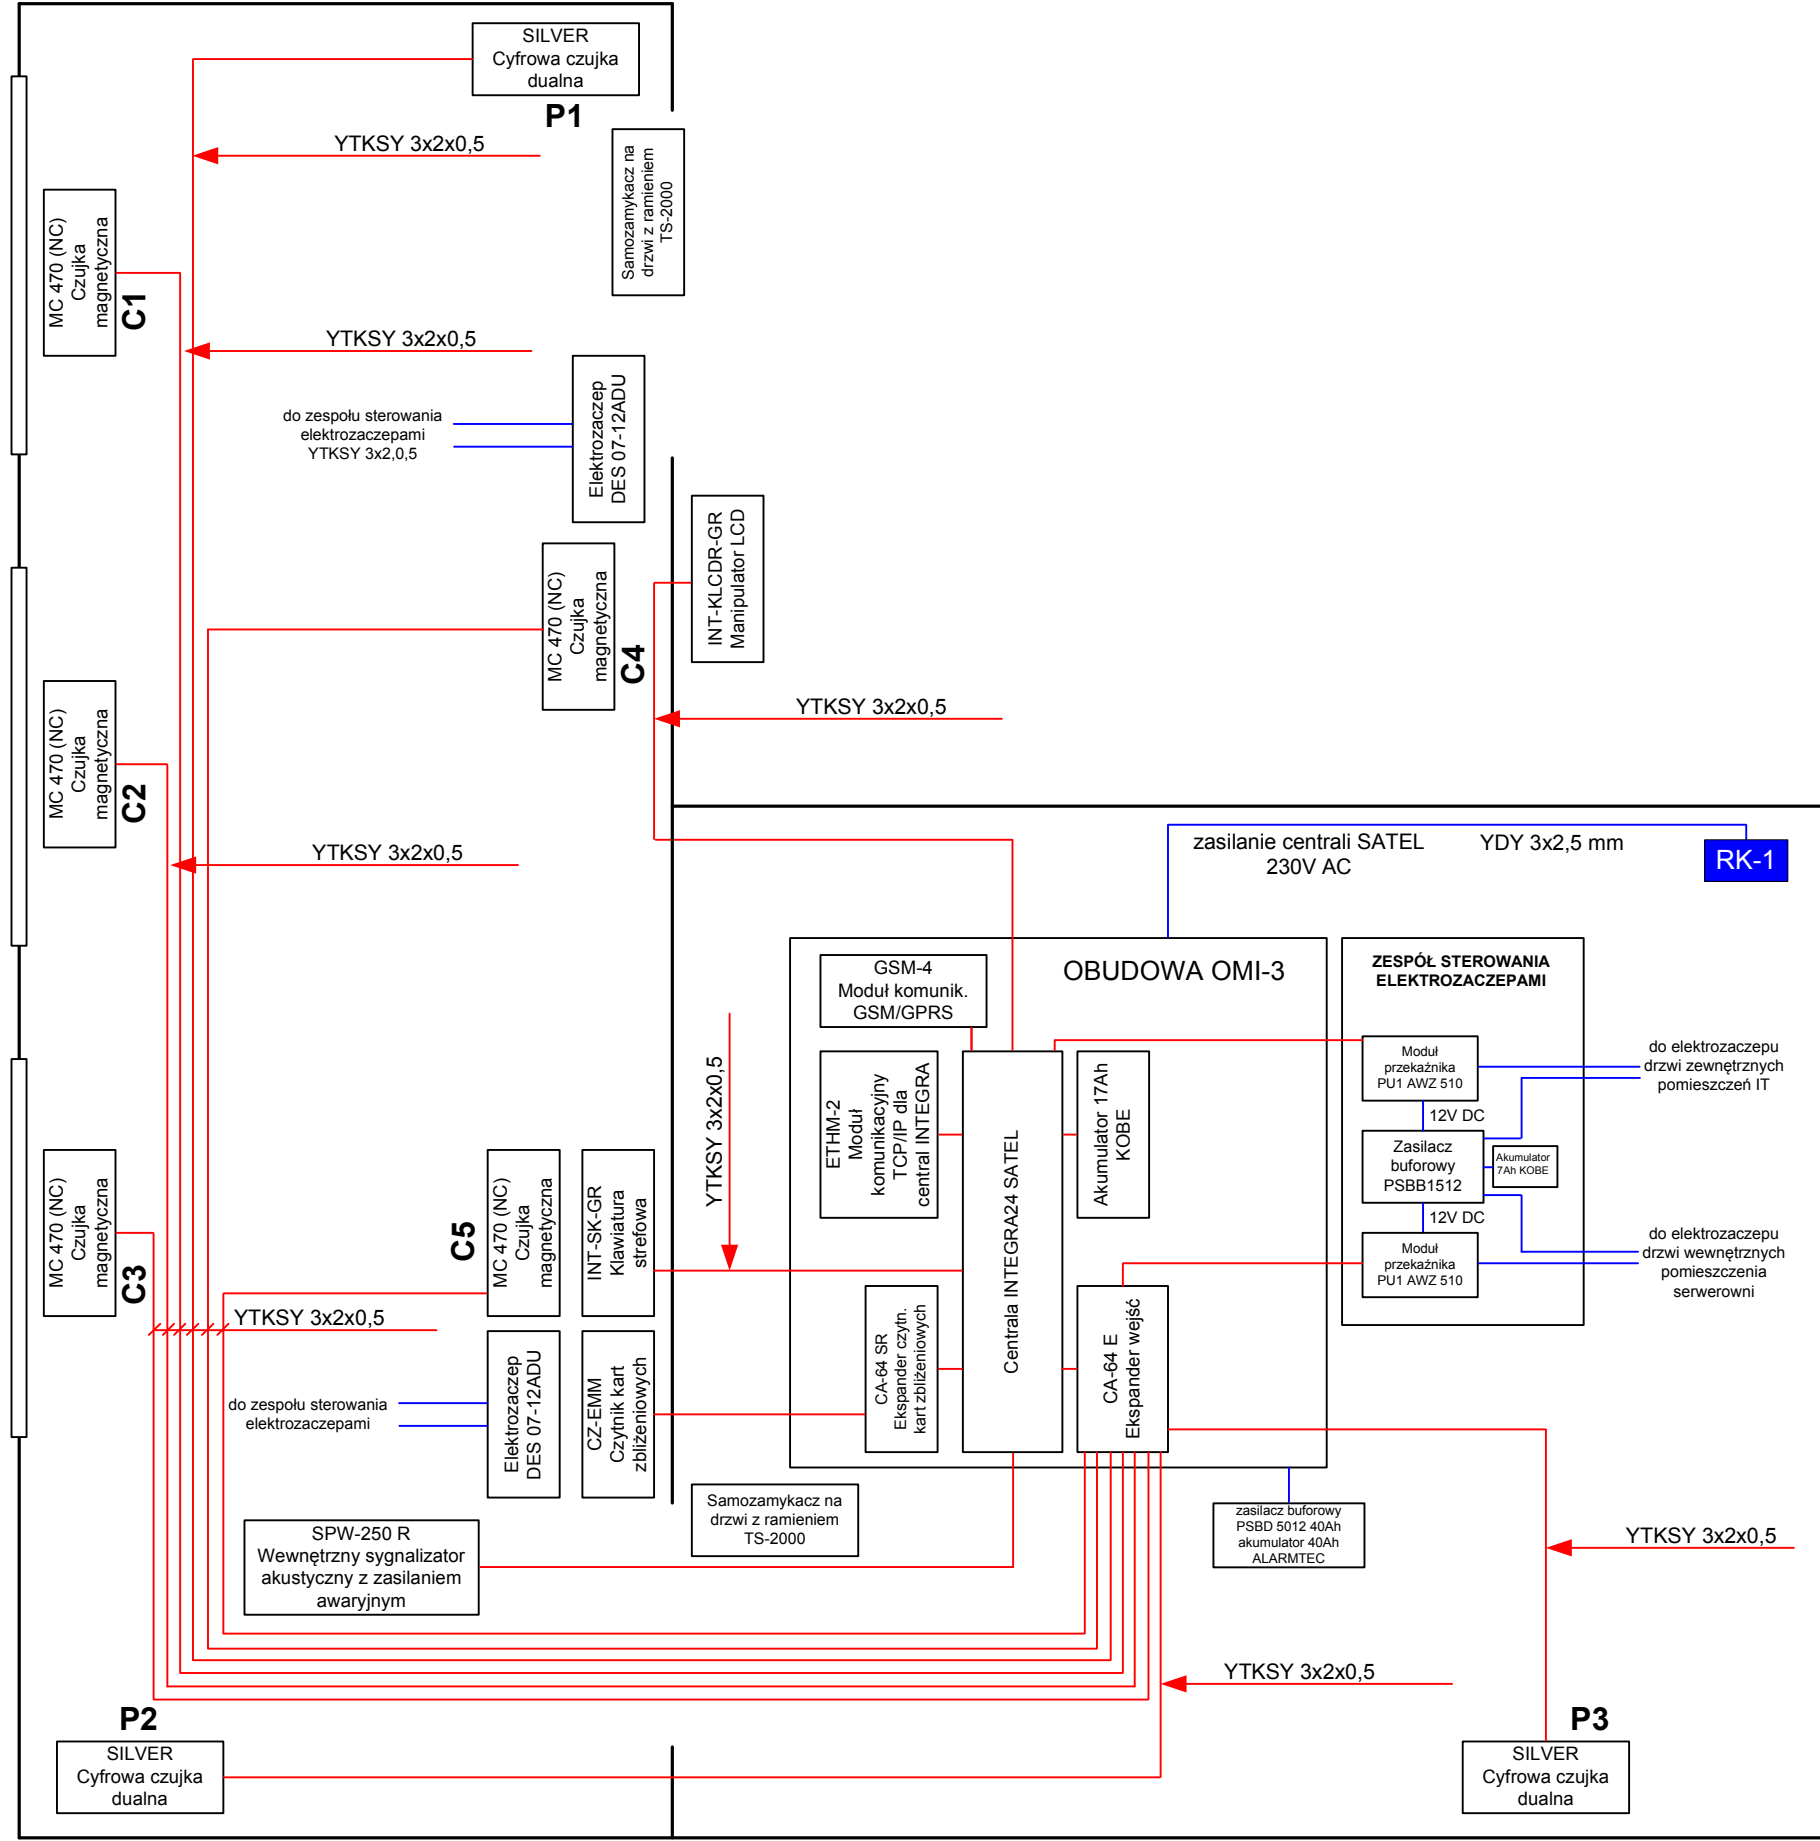 SILVER
Cyfrowa czujka
dualna
P1
YTKSY 3x2x0,5
Samozamykacz na
drzwi z ramieniem
TS-2000
MC 470 (NC)
Czujka
magnetyczna
C1
YTKSY 3x2x0,5
Elektrozaczep
DES 07-12ADU
do zespołu sterowania
elektrozaczepami
YTKSY 3x2,0,5
INT-KLCDR-GR
Manipulator LCD
MC 470 (NC)
Czujka
magnetyczna
C4
YTKSY 3x2x0,5
MC 470 (NC)
Czujka
magnetyczna
C2
YTKSY 3x2x0,5
zasilanie centrali SATEL
230V AC
YDY 3x2,5 mm
RK-1
OBUDOWA OMI-3
GSM-4
Moduł komunik.
GSM/GPRS
ETHM-2
Moduł
komunikacyjny
TCP/IP dla
central INTEGRA
Centrala INTEGRA24 SATEL
Akumulator 17Ah
KOBE
CA-64 SR
Ekspander czytn.
kart zbliżeniowych
CA-64 E
Ekspander wejść
ZESPÓŁ STEROWANIA
ELEKTROZACZEPAMI
Moduł
przekaźnika
PU1 AWZ 510
12V DC
Zasilacz
buforowy
PSBB1512
Akumulator
7Ah KOBE
12V DC
Moduł
przekaźnika
PU1 AWZ 510
do elektrozaczepu
drzwi zewnętrznych
pomieszczeń IT
do elektrozaczepu
drzwi wewnętrznych
pomieszczenia
serwerowni
YTKSY 3x2x0,5
MC 470 (NC)
Czujka
magnetyczna
C3
C5
MC 470 (NC)
Czujka
magnetyczna
INT-SK-GR
Klawiatura
strefowa
YTKSY 3x2x0,5
do zespołu sterowania
elektrozaczepami
Elektrozaczep
DES 07-12ADU
CZ-EMM
Czytnik kart
zbliżeniowych
Samozamykacz na
drzwi z ramieniem
TS-2000
SPW-250 R
Wewnętrzny sygnalizator
akustyczny z zasilaniem
awaryjnym
zasilacz buforowy
PSBD 5012 40Ah
akumulator 40Ah
ALARMTEC
YTKSY 3x2x0,5
YTKSY 3x2x0,5
P2
SILVER
Cyfrowa czujka
dualna
P3
SILVER
Cyfrowa czujka
dualna